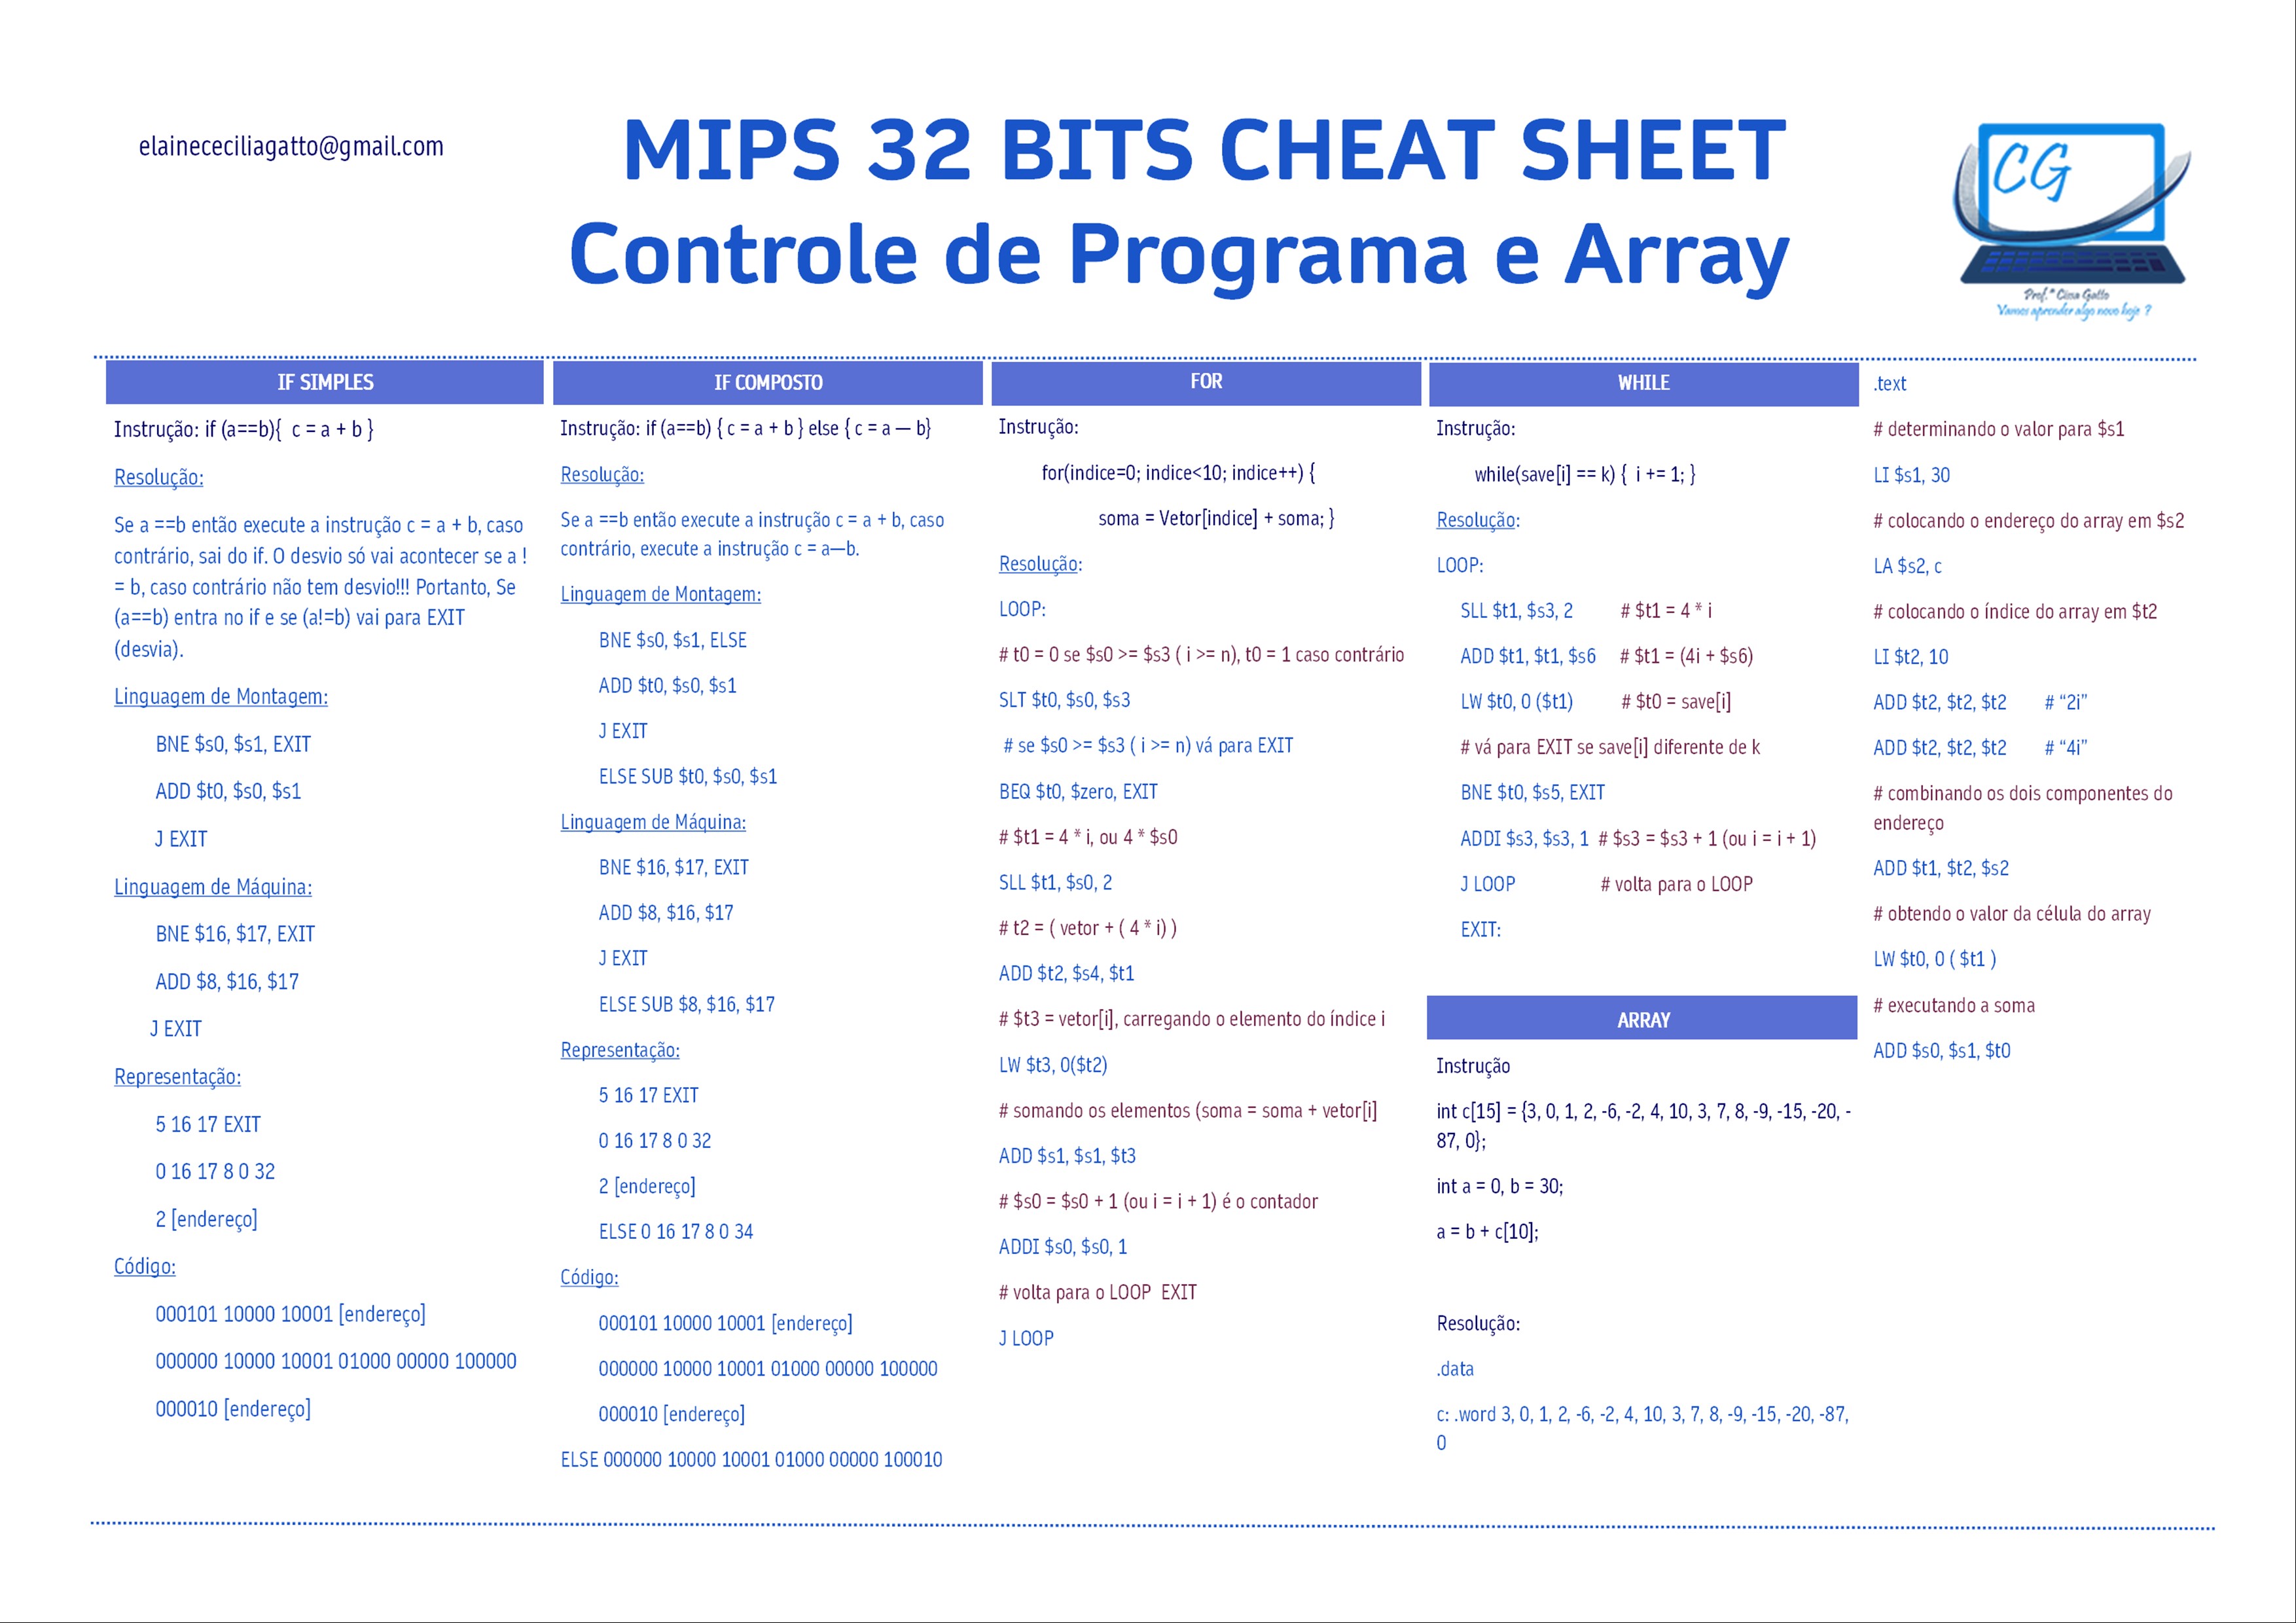 elainececiliagatto@gmail.com
MIPS 32 BITS CHEAT SHEET
Controle de Programa e Array
CG
Prof.ª Cissa Gatto
Vamos aprender algo novo hoje ?
IF SIMPLES
Instrução: if (a==b){ c = a + b }
Resolução:
Se a ==b então execute a instrução c = a + b, caso
contrário, sai do if. O desvio só vai acontecer se a !
= b, caso contrário não tem desvio!!! Portanto, Se
(a==b) entra no if e se (a!=b) vai para EXIT
(desvia).
Linguagem de Montagem:
BNE $s0, $s1, EXIT
ADD $t0, $s0, $s1
J EXIT
Linguagem de Máquina:
BNE $16, $17, EXIT
ADD $8, $16, $17
J EXIT
Representação:
5 16 17 EXIT
0 16 17 8 0 32
2 [endereço]
Código:
000101 10000 10001 [endereço]
000000 10000 10001 01000 00000 100000
000010 [endereço]
IF COMPOSTO
Instrução: if (a==b) { c = a + b } else { c = a — b}
Resolução:
Se a ==b então execute a instrução c = a + b, caso
contrário, execute a instrução c = a—b.
Linguagem de Montagem:
BNE $s0, $s1, ELSE
ADD $t0, $s0, $s1
J EXIT
ELSE SUB $t0, $s0, $s1
Linguagem de Máquina:
BNE $16, $17, EXIT
ADD $8, $16, $17
J EXIT
ELSE SUB $8, $16, $17
Representação:
5 16 17 EXIT
0 16 17 8 0 32
2 [endereço]
ELSE 0 16 17 8 0 34
Código:
000101 10000 10001 [endereço]
000000 10000 10001 01000 00000 100000
000010 [endereço]
ELSE 000000 10000 10001 01000 00000 100010
FOR
Instrução:
for(indice=0; indice<10; indice++) {
soma = Vetor[indice] + soma; }
Resolução:
LOOP:
# t0 = 0 se $s0 >= $s3 ( i >= n), t0 = 1 caso contrário
SLT $t0, $s0, $s3
# se $s0 >= $s3 ( i >= n) vá para EXIT
BEQ $t0, $zero, EXIT
# $t1 = 4 * i, ou 4 * $s0
SLL $t1, $s0, 2
# t2 = ( vetor + ( 4 * i) )
ADD $t2, $s4, $t1
# $t3 = vetor[i], carregando o elemento do índice i
LW $t3, 0($t2)
# somando os elementos (soma = soma + vetor[i]
ADD $s1, $s1, $t3
# $s0 = $s0 + 1 (ou i = i + 1) é o contador
ADDI $s0, $s0, 1
# volta para o LOOP EXIT
J LOOP
WHILE
Instrução:
while(save[i] == k) { i += 1; }
Resolução:
LOOP:
SLL $t1, $s3, 2 # $t1 = 4 * i
ADD $t1, $t1, $s6 # $t1 = (4i + $s6)
LW $t0, 0 ($t1) # $t0 = save[i]
# vá para EXIT se save[i] diferente de k
BNE $t0, $s5, EXIT
ADDI $s3, $s3, 1 # $s3 = $s3 + 1 (ou i = i + 1)
J LOOP # volta para o LOOP
EXIT:
ARRAY
Instrução
int c[15] = {3, 0, 1, 2, -6, -2, 4, 10, 3, 7, 8, -9, -15, -20, -
87, 0};
int a = 0, b = 30;
a = b + c[10];
Resolução:
.data
c: .word 3, 0, 1, 2, -6, -2, 4, 10, 3, 7, 8, -9, -15, -20, -87,
0
.text
# determinando o valor para $s1
LI $s1, 30
# colocando o endereço do array em $s2
LA $s2, c
# colocando o índice do array em $t2
LI $t2, 10
ADD $t2, $t2, $t2 # “2i”
ADD $t2, $t2, $t2 # “4i”
# combinando os dois componentes do
endereço
ADD $t1, $t2, $s2
# obtendo o valor da célula do array
LW $t0, 0 ( $t1 )
# executando a soma
ADD $s0, $s1, $t0